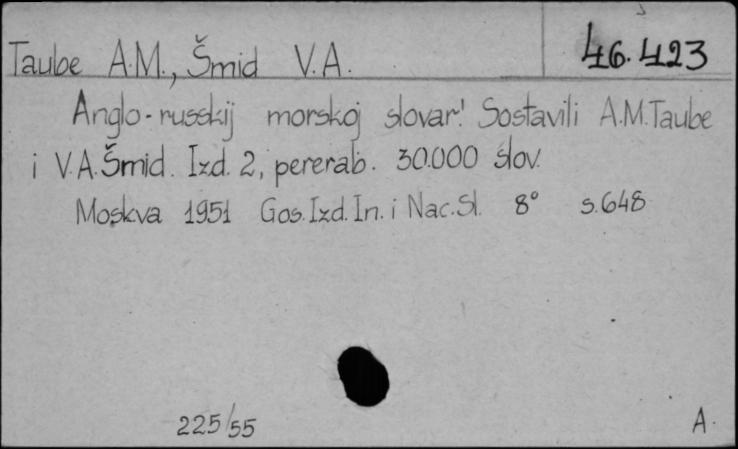 46.423
Taube A.M., Šmid V.A.
Anglo-russkij morskoj slovar! Sostavili A.M.Taube
i V.A.Šmid. Izd. 2, pererab. 30.000 slov.
Moskva 1951 Gos.Izd.In. i Nac.Sl. 8° s.648
225/55
A.